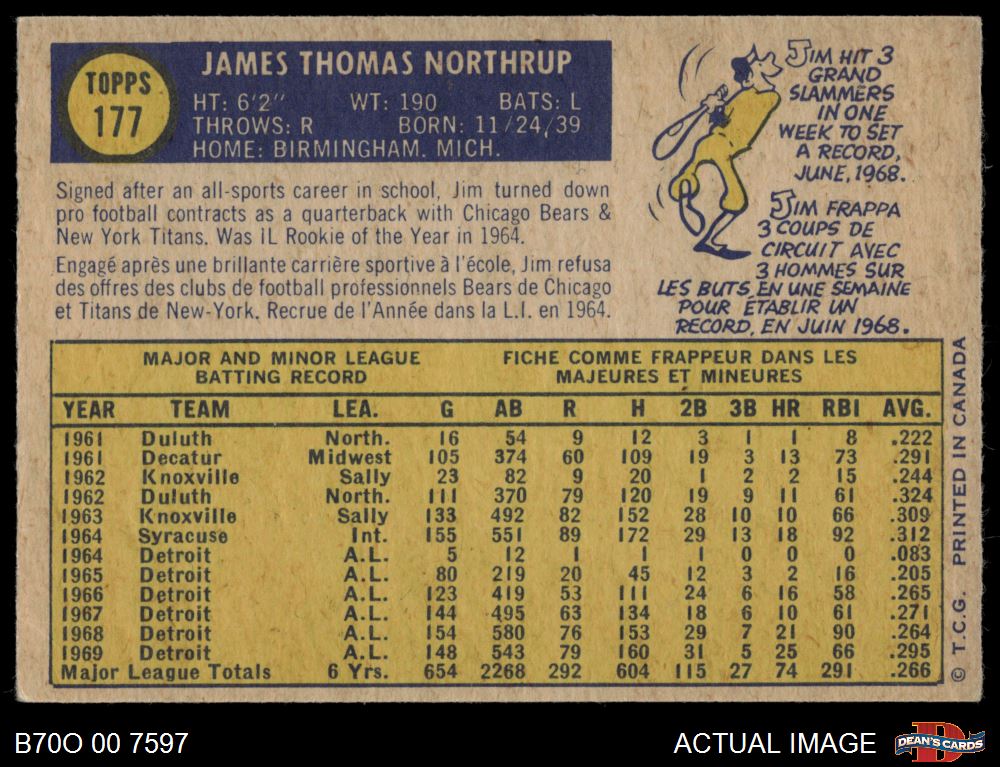 TOPPS
177
JAMES THOMAS NORTHRUP
HT: 6'2" WT: 190 BATS: L
THROWS: R BORN: 11/24/39
HOME: BIRMINGHAM, MICH.
Signed after an all-sports career in school, Jim turned down
pro football contracts as a quarterback with Chicago Bears &
New York Titans. Was IL Rookie of the Year in 1964.
Engagé après une brillante carrière sportive à l'école, Jim refusa
des offres des clubs de football professionnels Bears de Chicago
et Titans de New-York. Recrue de l'Année dans la L.I. en 1964.
JIM HIT 3
GRAND
SLAMMERS
IN ONE
WEEK TO SET
A RECORD,
JUNE, 1968.
JIM FRAPPA
3 COUPS DE
CIRCUIT AVEC
3 HOMMES SUR
LES BUTS EN UNE SEMAINE
POUR ÉTABLIR UN
RECORD, EN JUIN 1968.
MAJOR AND MINOR LEAGUE
BATTING RECORD
FICHE COMME FRAPPEUR DANS LES
MAJEURES ET MINEURES
YEAR TEAM LEA. G AB R H 2B 3B HR RBI AVG.
1961 Duluth North. 16 54 9 12 3 1 1 8 .222
1961 Decatur Midwest 105 374 60 109 19 3 13 73 .291
1962 Knoxville Sally 23 82 9 20 1 2 2 15 .244
1962 Duluth North. 111 370 79 120 19 9 11 61 .324
1963 Knoxville Sally 133 492 82 152 28 10 10 66 .309
1964 Syracuse Int. 155 551 89 172 29 13 18 92 .312
1964 Detroit A.L. 5 12 1 1 1 0 0 0 .083
1965 Detroit A.L. 80 219 20 45 12 3 2 16 .205
1966 Detroit A.L. 123 419 53 111 24 6 16 58 .265
1967 Detroit A.L. 144 495 63 134 18 6 10 61 .271
1968 Detroit A.L. 154 580 76 153 29 7 21 90 .264
1969 Detroit A.L. 148 543 79 160 31 5 25 66 .295
Major League Totals 6 Yrs. 654 2268 292 604 115 27 74 291 .266
© T.C.G. PRINTED IN CANADA
B70O 00 7597
ACTUAL IMAGE
DEAN'S CARDS